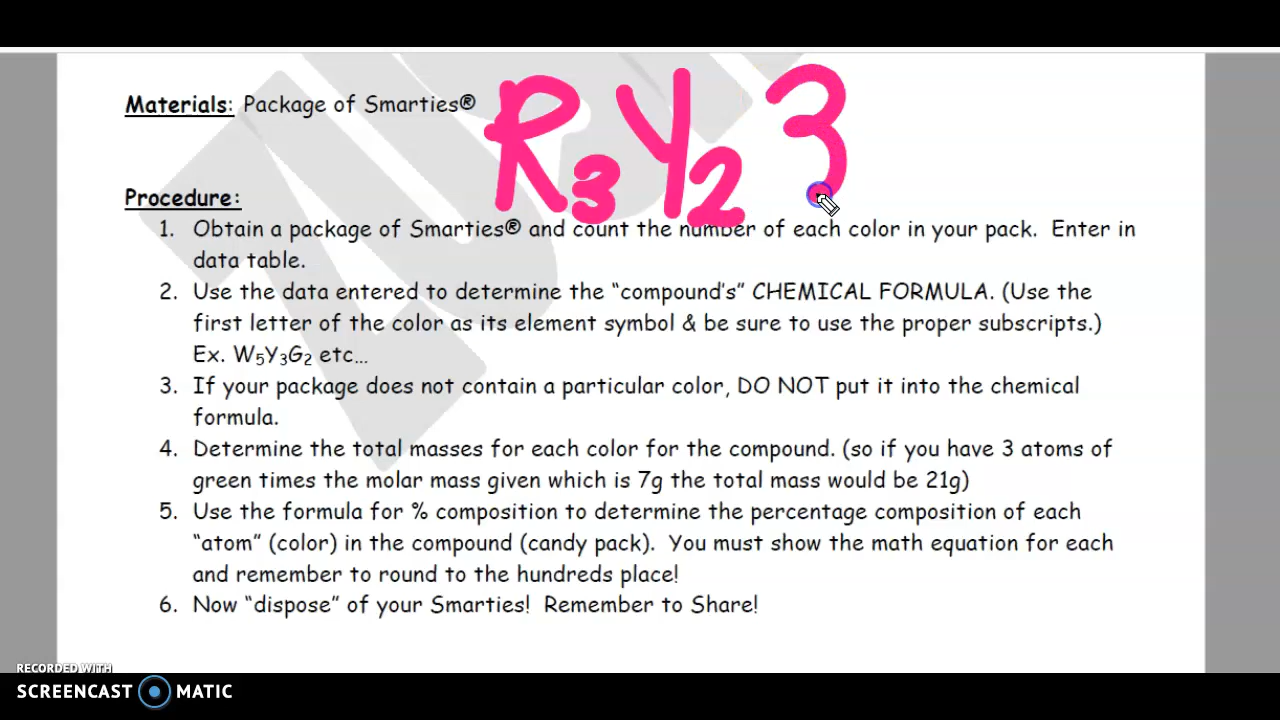 Materials: Package of Smarties®
R₃Y₂3
Procedure:
1. Obtain a package of Smarties® and count the number of each color in your pack. Enter in
data table.
2. Use the data entered to determine the “compound’s” CHEMICAL FORMULA. (Use the
first letter of the color as its element symbol & be sure to use the proper subscripts.)
Ex. W₅Y₃G₂ etc…
3. If your package does not contain a particular color, DO NOT put it into the chemical
formula.
4. Determine the total masses for each color for the compound. (so if you have 3 atoms of
green times the molar mass given which is 7g the total mass would be 21g)
5. Use the formula for % composition to determine the percentage composition of each
“atom” (color) in the compound (candy pack). You must show the math equation for each
and remember to round to the hundreds place!
6. Now “dispose” of your Smarties! Remember to Share!
RECORDED WITH
SCREENCAST MATIC